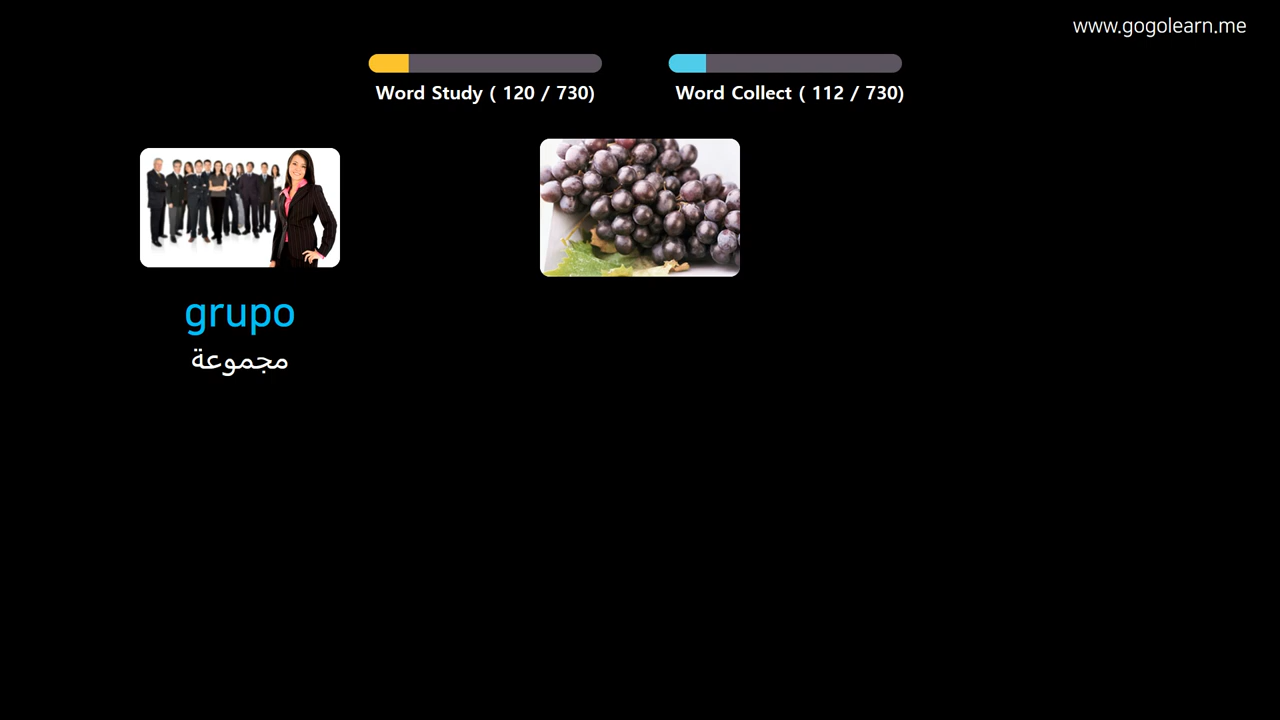 www.gogolearn.me
Word Study ( 120 / 730)
Word Collect ( 112 / 730)
grupo
مجموعة